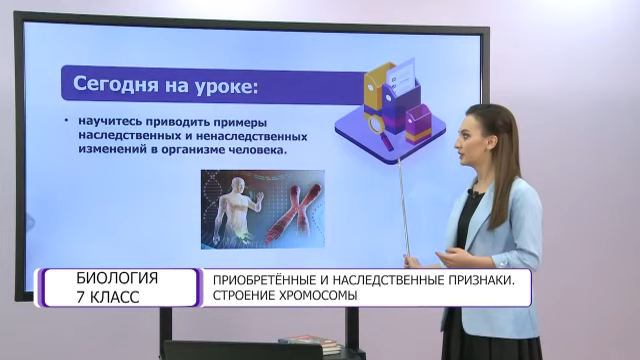 Сегодня на уроке:
• научитесь приводить примеры
наследственных и ненаследственных
изменений в организме человека.
БИОЛОГИЯ
7 КЛАСС
ПРИОБРЕТЁННЫЕ И НАСЛЕДСТВЕННЫЕ ПРИЗНАКИ.
СТРОЕНИЕ ХРОМОСОМЫ